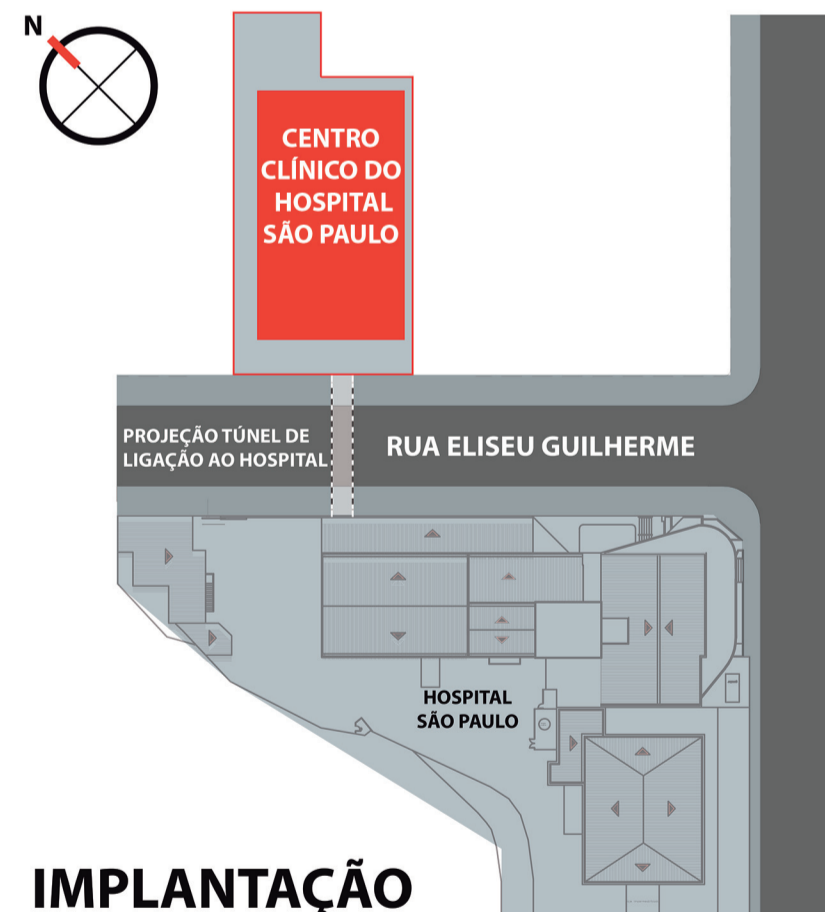 N
CENTRO
CLÍNICO DO
HOSPITAL
SÃO PAULO
PROJEÇÃO TÚNEL DE
LIGAÇÃO AO HOSPITAL
RUA ELISEU GUILHERME
HOSPITAL
SÃO PAULO
IMPLANTAÇÃO